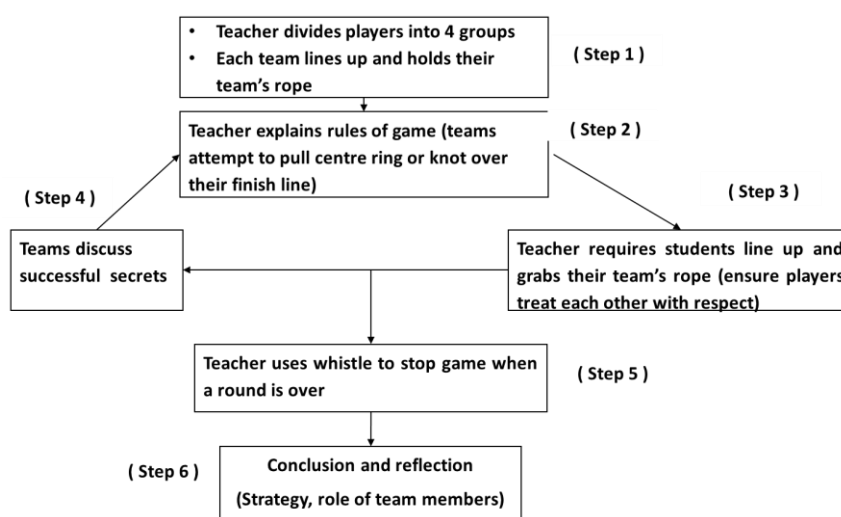 • Teacher divides players into 4 groups
• Each team lines up and holds their
team’s rope
( Step 1 )
Teacher explains rules of game (teams
attempt to pull centre ring or knot over
their finish line)
( Step 2 )
( Step 4 )
( Step 3 )
Teams discuss
successful secrets
Teacher requires students line up and
grabs their team’s rope (ensure players
treat each other with respect)
Teacher uses whistle to stop game when
a round is over
( Step 5 )
( Step 6 )
Conclusion and reflection
(Strategy, role of team members)